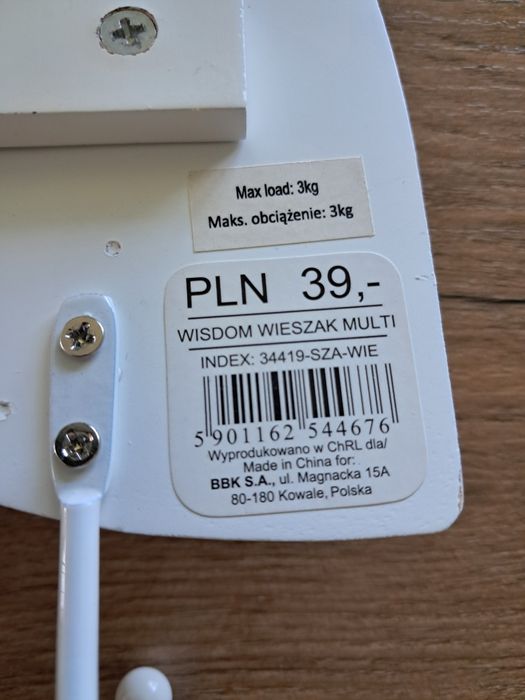 Max load: 3kg
Maks. obciążenie: 3kg
PLN 39,-
WISDOM WIESZAK MULTI
INDEX: 34419-SZA-WIE
5 901162 544676
Wyprodukowano w ChRL dla/
Made in China for:
BBK S.A., ul. Magnacka 15A
80-180 Kowale, Polska